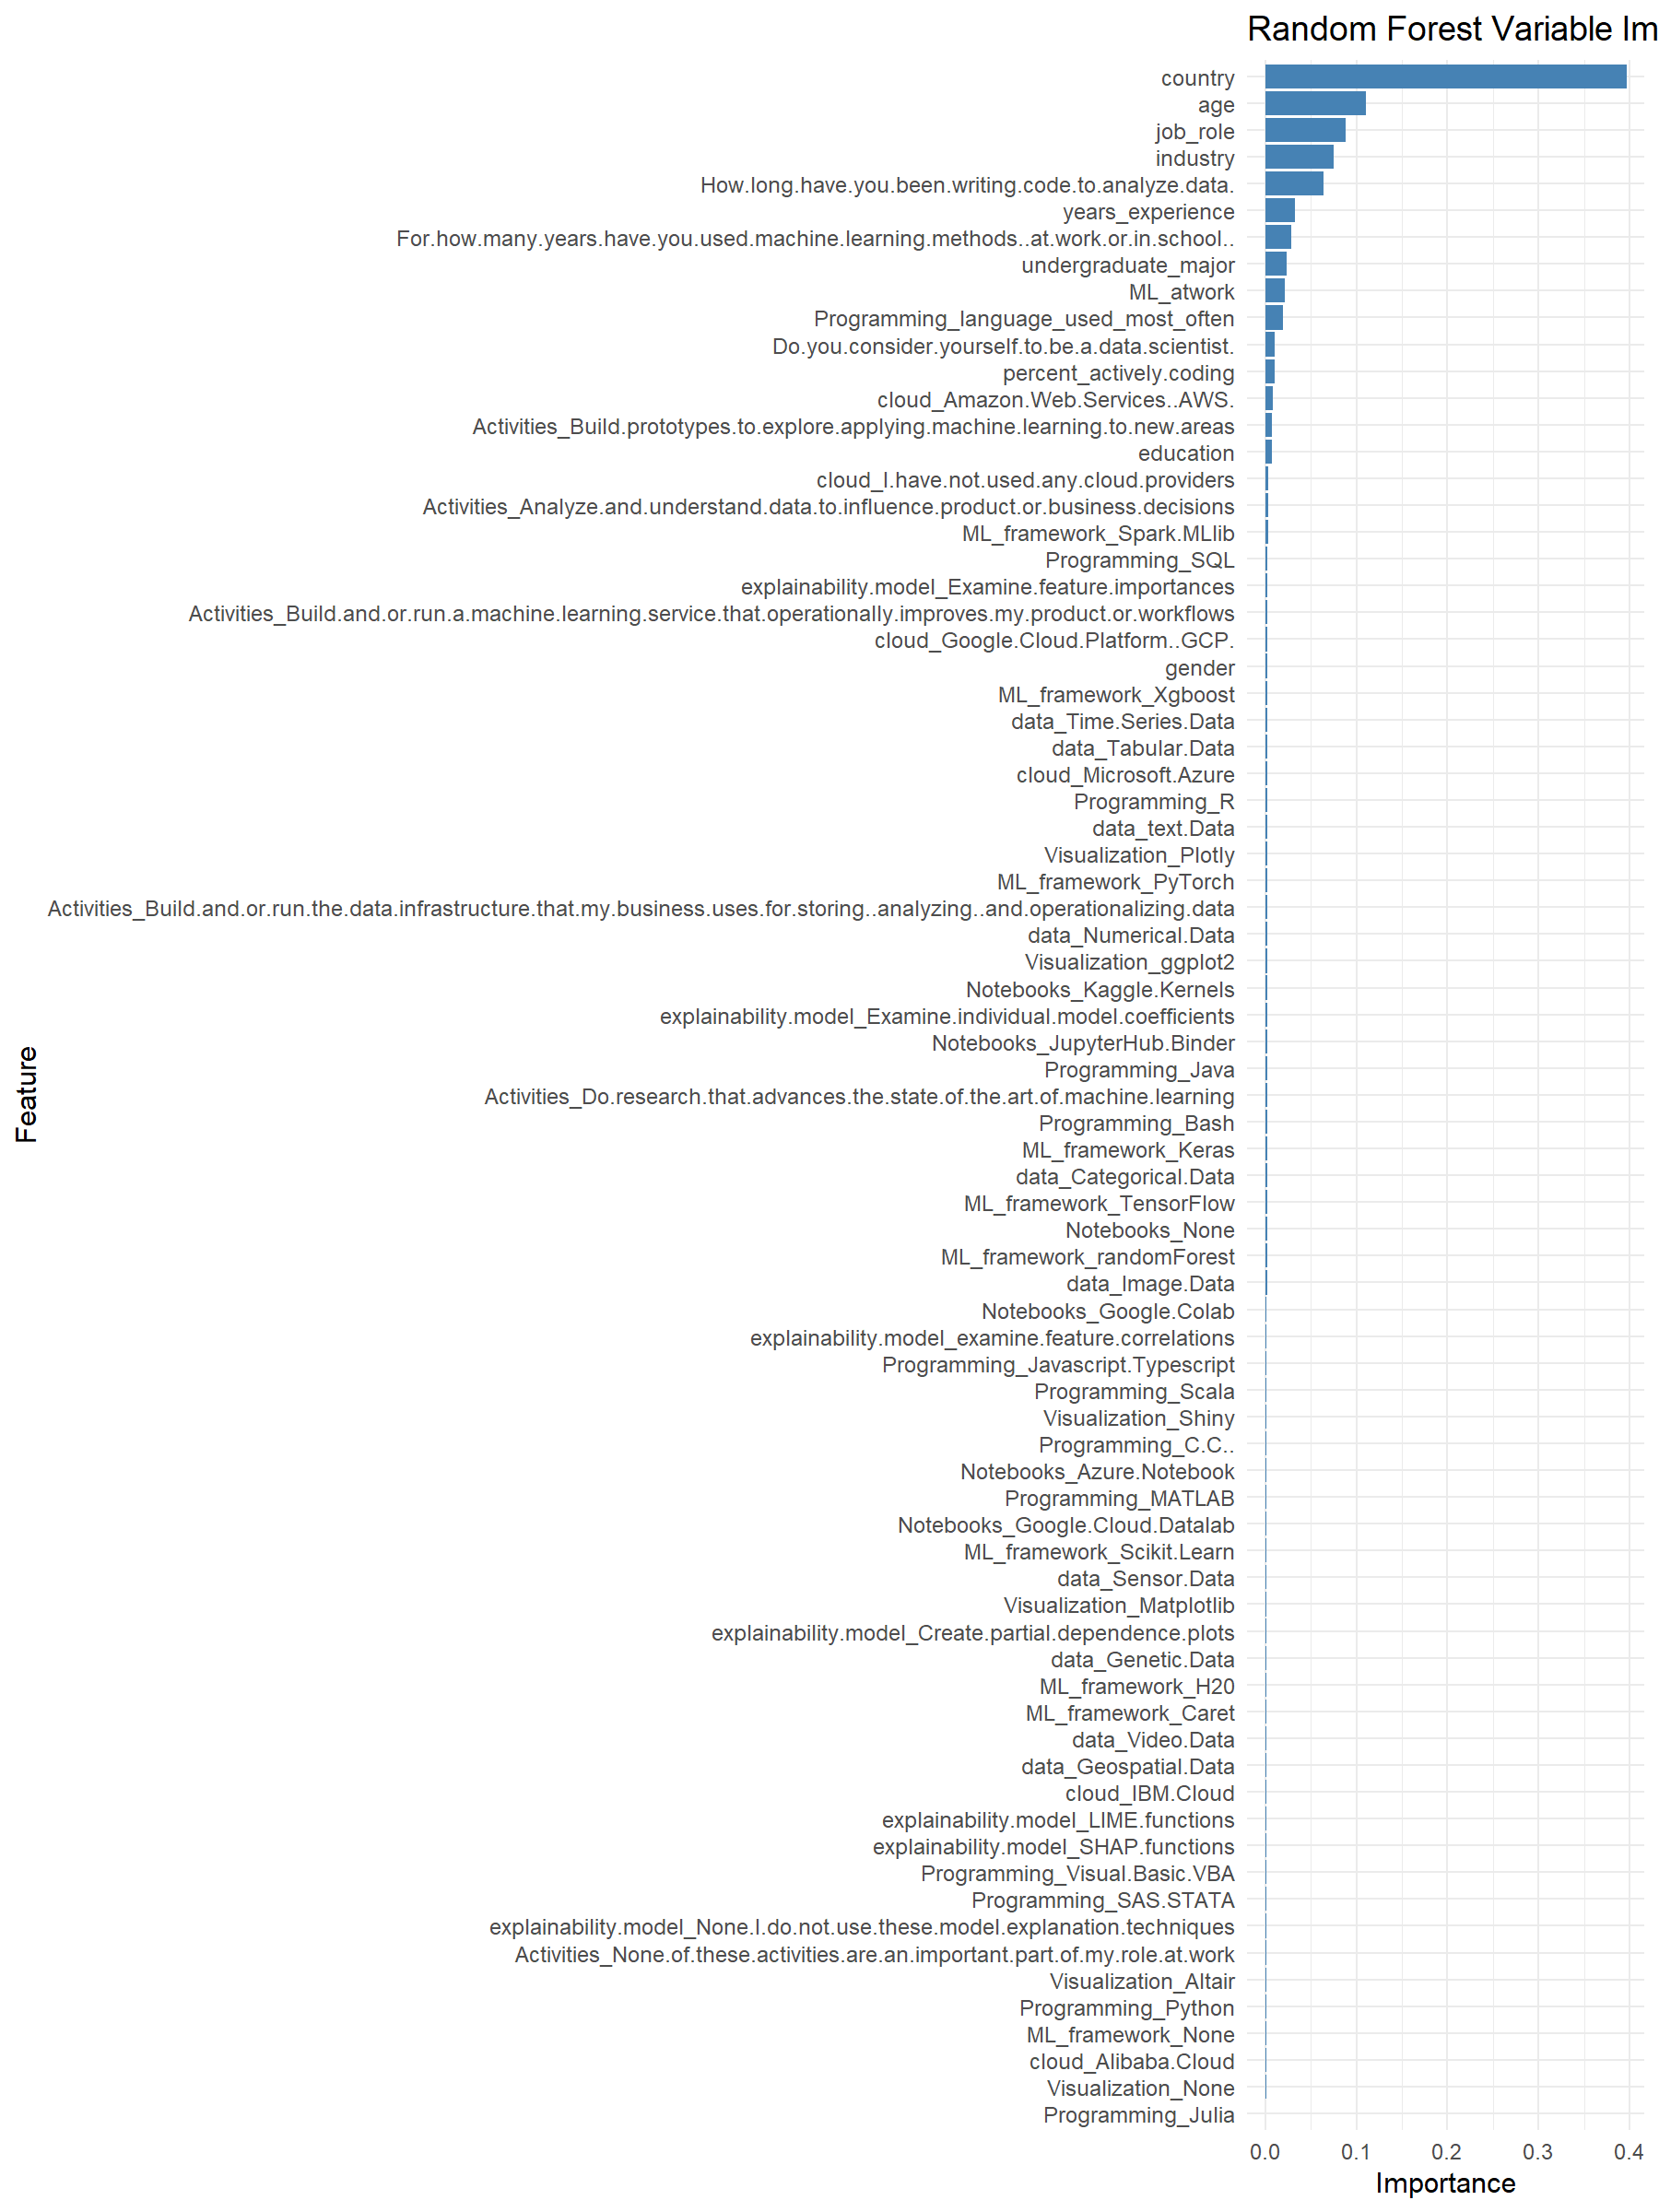 Random Forest Variable Im
country
age
job_role
industry
How.long.have.you.been.writing.code.to.analyze.data.
years_experience
For.how.many.years.have.you.used.machine.learning.methods..at.work.or.in.school..
undergraduate_major
ML_atwork
Programming_language_used_most_often
Do.you.consider.yourself.to.be.a.data.scientist.
percent_actively.coding
cloud_Amazon.Web.Services..AWS.
Activities_Build.prototypes.to.explore.applying.machine.learning.to.new.areas
education
cloud_I.have.not.used.any.cloud.providers
Activities_Analyze.and.understand.data.to.influence.product.or.business.decisions
ML_framework_Spark.MLlib
Programming_SQL
explainability.model_Examine.feature.importances
Activities_Build.and.or.run.a.machine.learning.service.that.operationally.improves.my.product.or.workflows
cloud_Google.Cloud.Platform..GCP.
gender
ML_framework_Xgboost
data_Time.Series.Data
data_Tabular.Data
cloud_Microsoft.Azure
Programming_R
data_text.Data
Visualization_Plotly
ML_framework_PyTorch
Activities_Build.and.or.run.the.data.infrastructure.that.my.business.uses.for.storing..analyzing..and.operationalizing.data
data_Numerical.Data
Visualization_ggplot2
Notebooks_Kaggle.Kernels
explainability.model_Examine.individual.model.coefficients
Notebooks_JupyterHub.Binder
Programming_Java
Activities_Do.research.that.advances.the.state.of.the.art.of.machine.learning
Programming_Bash
ML_framework_Keras
data_Categorical.Data
ML_framework_TensorFlow
Notebooks_None
ML_framework_randomForest
data_Image.Data
Notebooks_Google.Colab
explainability.model_examine.feature.correlations
Programming_Javascript.Typescript
Programming_Scala
Visualization_Shiny
Programming_C.C..
Notebooks_Azure.Notebook
Programming_MATLAB
Notebooks_Google.Cloud.Datalab
ML_framework_Scikit.Learn
data_Sensor.Data
Visualization_Matplotlib
explainability.model_Create.partial.dependence.plots
data_Genetic.Data
ML_framework_H20
ML_framework_Caret
data_Video.Data
data_Geospatial.Data
cloud_IBM.Cloud
explainability.model_LIME.functions
explainability.model_SHAP.functions
Programming_Visual.Basic.VBA
Programming_SAS.STATA
explainability.model_None.I.do.not.use.these.model.explanation.techniques
Activities_None.of.these.activities.are.an.important.part.of.my.role.at.work
Visualization_Altair
Programming_Python
ML_framework_None
cloud_Alibaba.Cloud
Visualization_None
Programming_Julia
Feature
0.0 0.1 0.2 0.3 0.4
Importance